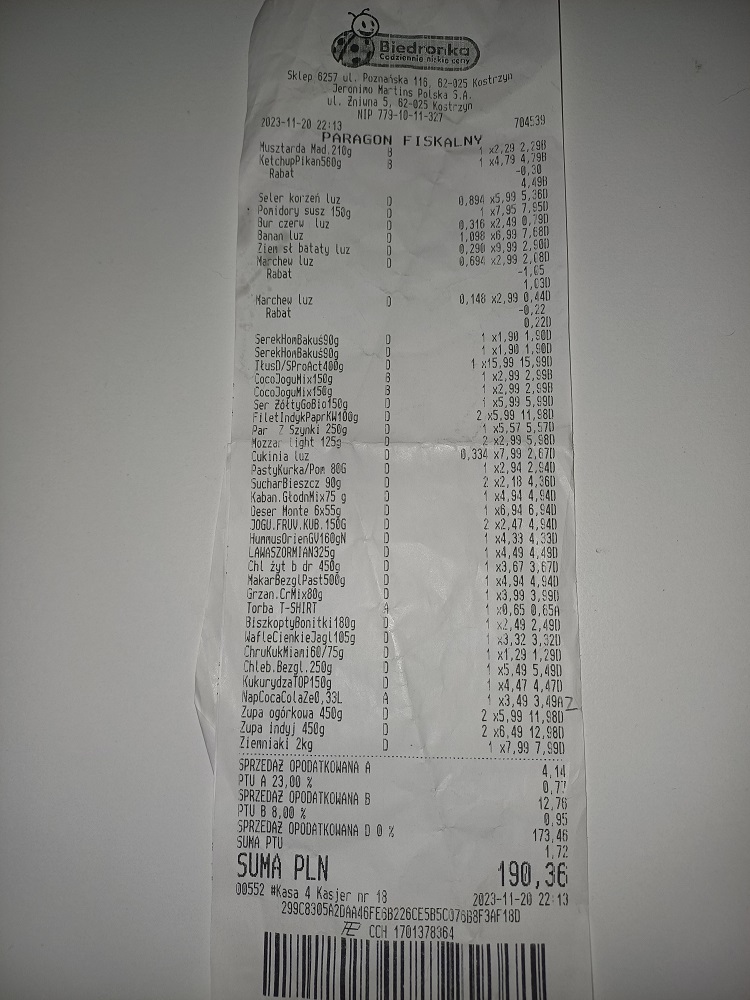 Biedronka
Codziennie niskie ceny
Sklep 6257 ul. Poznańska 116, 62-025 Kostrzyn
Jeronimo Martins Polska S.A.
ul. Żniwna 5, 62-025 Kostrzyn
NIP 779-10-11-327
2023-11-20 22:13 704539
PARAGON FISKALNY
Musztarda Mad.210g B 1 x2,29 2,29B
KetchupPikan560g B 1 x4,79 4,79B
Rabat -0,30
4,49B
Seler korzeń luz D 0,894 x5,99 5,36D
Pomidory susz 150g D 1 x7,95 7,95D
Bur czerw luz D 0,316 x2,49 0,79D
Banan luz D 1,098 x6,99 7,68D
Ziem sł bataty luz D 0,290 x9,99 2,90D
Marchew luz D 0,694 x2,99 2,08D
Rabat -1,05
1,03D
Marchew luz D 0,148 x2,99 0,44D
Rabat -0,22
0,22D
SerekHomBakuś90g D 1 x1,90 1,90D
SerekHomBakuś90g D 1 x1,90 1,90D
TłusD/SProAct400g D 1 x15,99 15,99D
CocoJoguMix150g B 1 x2,99 2,99B
CocoJoguMix150g B 1 x2,99 2,99B
Ser ŻółtyGoBio150g D 1 x5,99 5,99D
FiletIndykPaprKW100g D 2 x5,99 11,98D
Par Z Szynki 250g D 1 x5,57 5,57D
Mozzar light 125g D 2 x2,99 5,98D
Cukinia luz D 0,334 x7,99 2,67D
PastyKurka/Pom 80G D 1 x2,94 2,94D
SucharBieszcz 90g D 2 x2,18 4,36D
Kaban.GłodnMix75 g D 1 x4,94 4,94D
Deser Monte 6x55g D 1 x6,94 6,94D
JOGU.FRUV.KUB.150G D 2 x2,47 4,94D
HummusOrienGV160gN D 1 x4,33 4,33D
LAWASZORMIAN325g D 1 x4,49 4,49D
Chl żyt b dr 450g D 1 x3,67 3,67D
MakarBezglPast500g D 1 x4,94 4,94D
Grzan.CrMix80g D 1 x3,99 3,99D
Torba T-SHIRT A 1 x0,65 0,65A
BiszkoptyBonitki180g D 1 x2,49 2,49D
WafleCienkieJagl105g D 1 x3,32 3,32D
ChruKukMiami60/75g D 1 x1,29 1,29D
Chleb.Bezgl.250g D 1 x5,49 5,49D
KukurydzaTOP150g D 1 x4,47 4,47D
NapCocaColaZe0,33L A 1 x3,49 3,49A
Zupa ogórkowa 450g D 2 x5,99 11,98D
Zupa indyj 450g D 2 x6,49 12,98D
Ziemniaki 2kg D 1 x7,99 7,99D
SPRZEDAŻ OPODATKOWANA A 4,14
PTU A 23,00 % 0,77
SPRZEDAŻ OPODATKOWANA B 12,76
PTU B 8,00 % 0,95
SPRZEDAŻ OPODATKOWANA D 0 % 173,46
SUMA PTU 1,72
SUMA PLN 190,36
00552 #Kasa 4 Kasjer nr 18 2023-11-20 22:13
CCH 1701378364